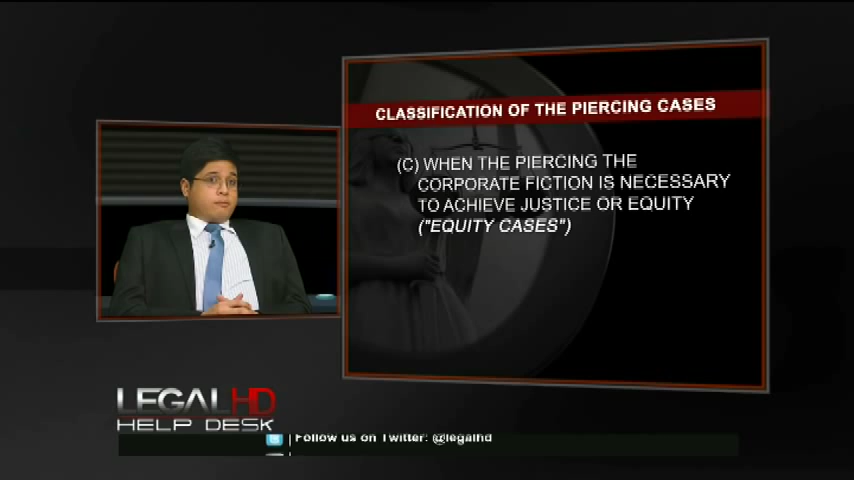 CLASSIFICATION OF THE PIERCING CASES
(C) WHEN THE PIERCING THE
CORPORATE FICTION IS NECESSARY
TO ACHIEVE JUSTICE OR EQUITY
("EQUITY CASES")
LEGALHD
HELP DESK
Follow us on Twitter: @legalhd